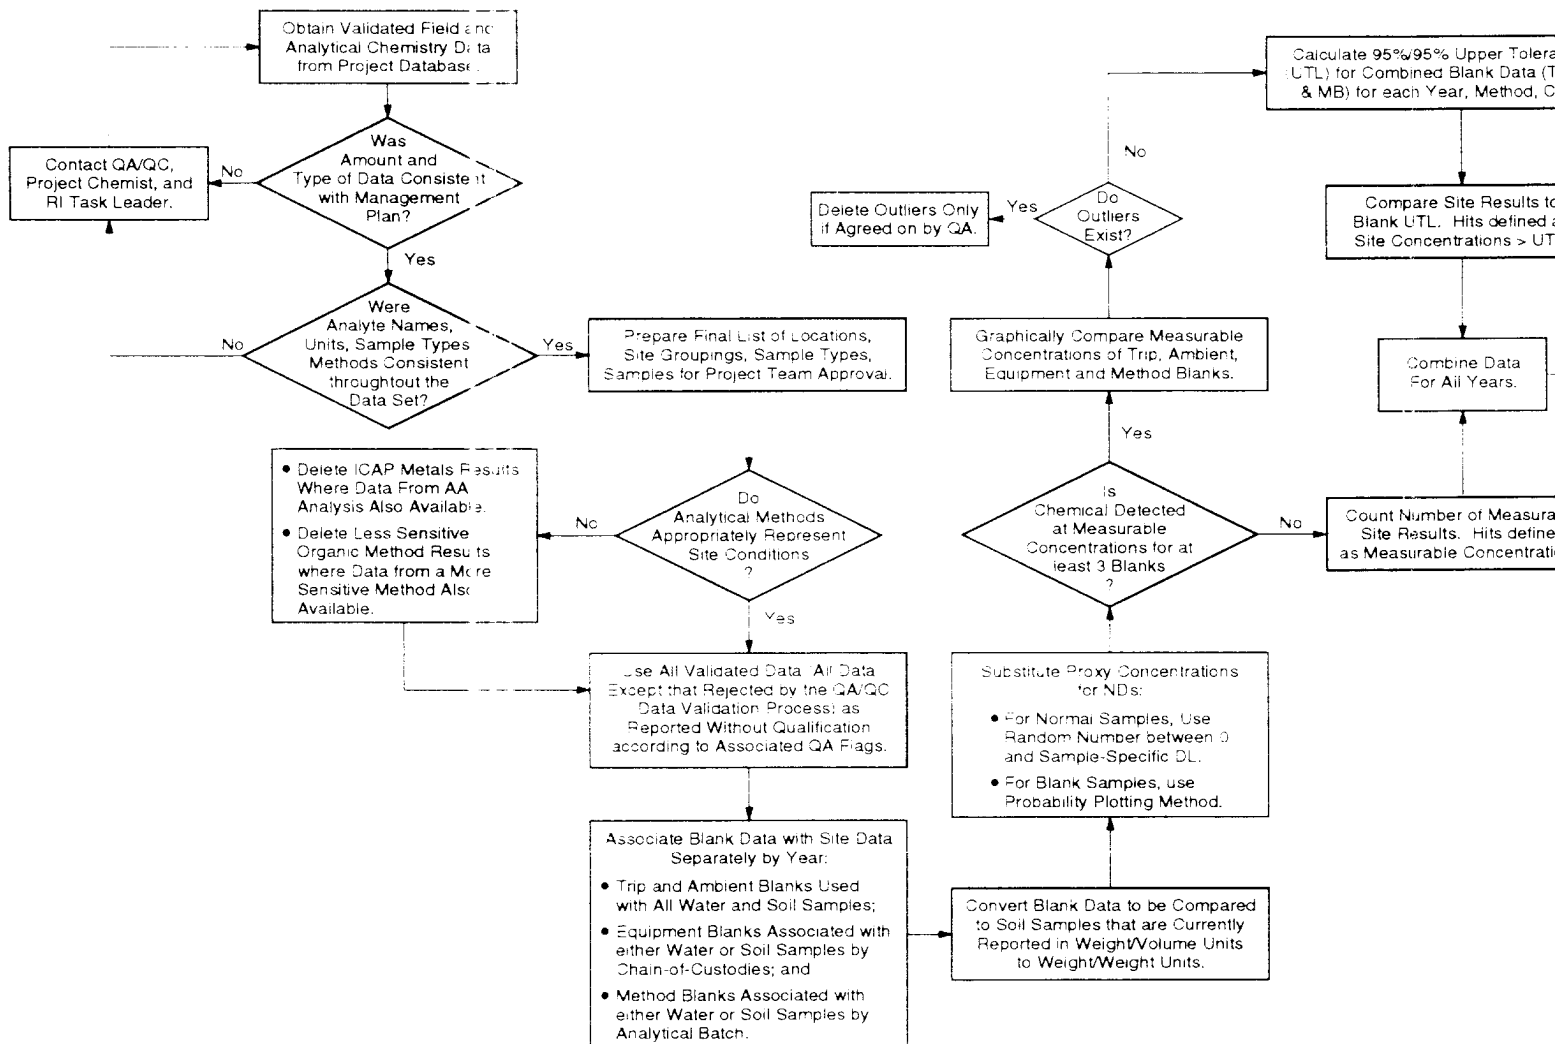 Obtain Validated Field and
Analytical Chemistry Data
from Project Database.
Was
Amount and
Type of Data Consistent
with Management
Plan?
No
Contact QA/QC,
Project Chemist, and
RI Task Leader.
Yes
Were
Analyte Names,
Units, Sample Types
Methods Consistent
throughout the
Data Set?
No
Yes
Prepare Final List of Locations,
Site Groupings, Sample Types,
Samples for Project Team Approval.
Do
Analytical Methods
Appropriately Represent
Site Conditions
?
No
• Delete ICAP Metals Results
Where Data From AA
Analysis Also Available.
• Delete Less Sensitive
Organic Method Results
where Data from a More
Sensitive Method Also
Available.
Yes
Use All Validated Data (All Data
Except that Rejected by the QA/QC
Data Validation Process) as
Reported Without Qualification
according to Associated QA Flags.
Associate Blank Data with Site Data
Separately by Year:
• Trip and Ambient Blanks Used
with All Water and Soil Samples;
• Equipment Blanks Associated with
either Water or Soil Samples by
Chain-of-Custodies; and
• Method Blanks Associated with
either Water or Soil Samples by
Analytical Batch.
Convert Blank Data to be Compared
to Soil Samples that are Currently
Reported in Weight/Volume Units
to Weight/Weight Units.
Substitute Proxy Concentrations
for NDs:
• For Normal Samples, Use
Random Number between 0
and Sample-Specific DL.
• For Blank Samples, use
Probability Plotting Method.
Is
Chemical Detected
at Measurable
Concentrations for at
least 3 Blanks
?
Yes
Graphically Compare Measurable
Concentrations of Trip, Ambient,
Equipment and Method Blanks.
Do
Outliers
Exist?
Yes
Delete Outliers Only
if Agreed on by QA.
No
Calculate 95%/95% Upper Tolera
(UTL) for Combined Blank Data (T
& MB) for each Year, Method, C
Compare Site Results to
Blank UTL. Hits defined a
Site Concentrations > UT
Combine Data
For All Years.
No
Count Number of Measura
Site Results. Hits define
as Measurable Concentrati